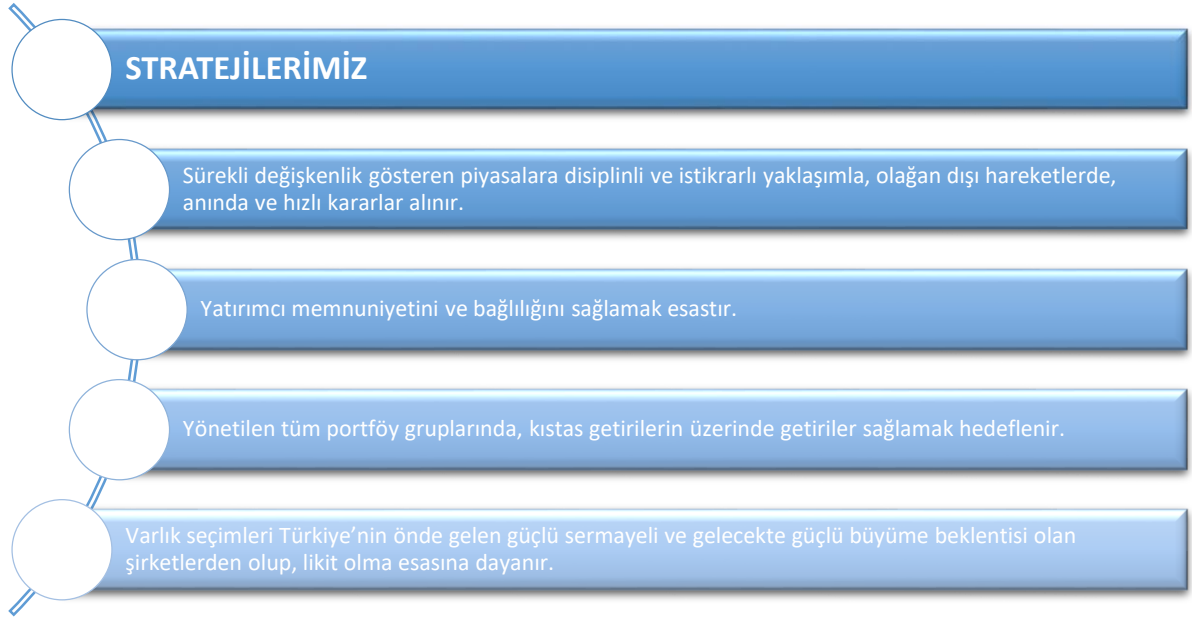 STRATEJİLERİMİZ
Sürekli değişkenlik gösteren piyasalara disiplinli ve istikrarlı yaklaşımla, olağan dışı hareketlerde,
anında ve hızlı kararlar alınır.
Yatırımcı memnuniyetini ve bağlılığını sağlamak esastır.
Yönetilen tüm portföy gruplarında, kıstas getirilerin üzerinde getiriler sağlamak hedeflenir.
Varlık seçimleri Türkiye’nin önde gelen güçlü sermayeli ve gelecekte güçlü büyüme beklentisi olan
şirketlerden olup, likit olma esasına dayanır.